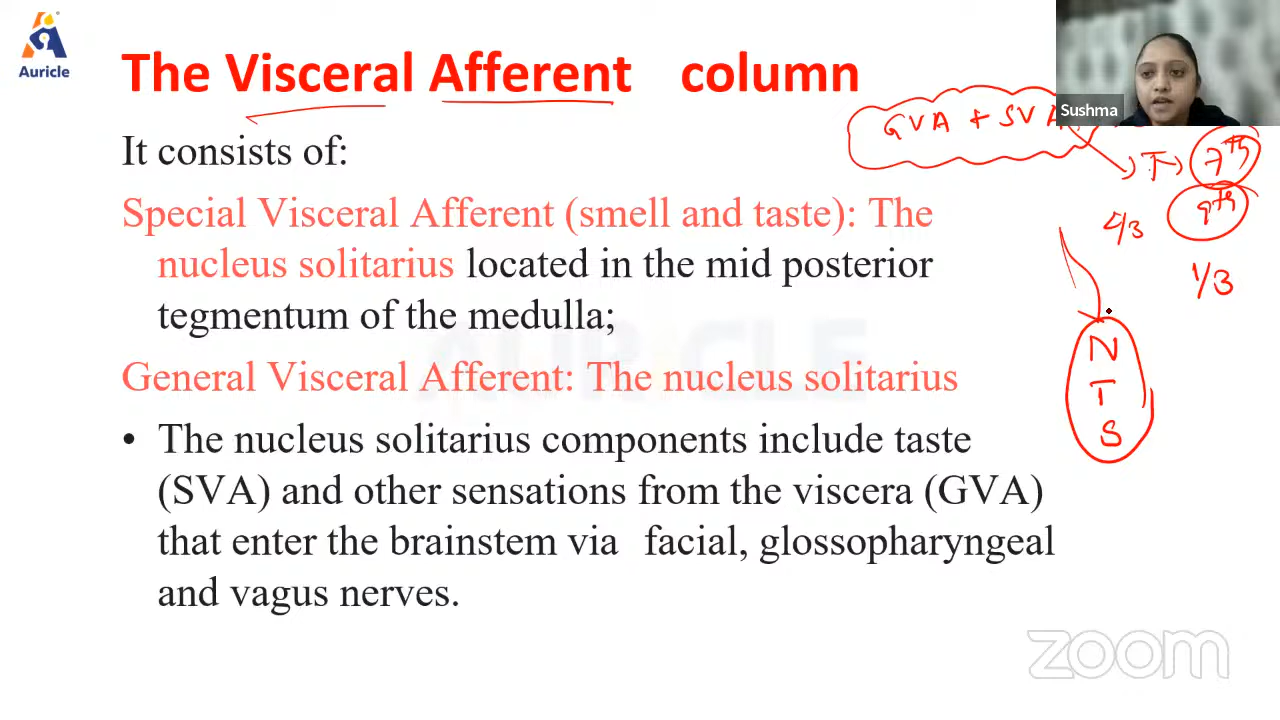 Auricle
The Visceral Afferent column
Sushma
GVA + SVA
T
7th
9th
1/3
It consists of:
Special Visceral Afferent (smell and taste): The
nucleus solitarius located in the mid posterior
tegmentum of the medulla;
General Visceral Afferent: The nucleus solitarius
N
T
S
• The nucleus solitarius components include taste
(SVA) and other sensations from the viscera (GVA)
that enter the brainstem via facial, glossopharyngeal
and vagus nerves.
AURICLE
zoom